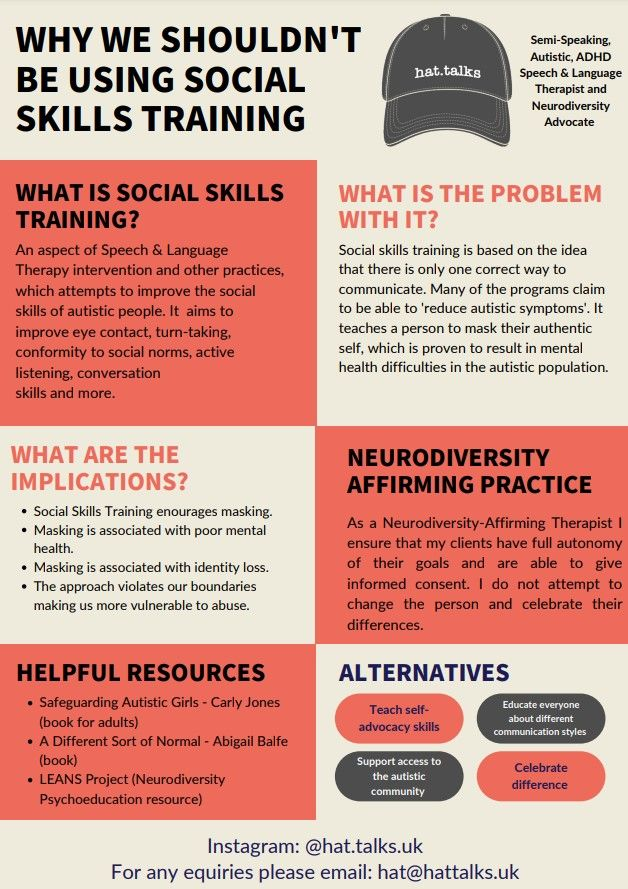 WHY WE SHOULDN'T
BE USING SOCIAL
SKILLS TRAINING
hat.talks
Semi-Speaking,
Autistic, ADHD
Speech & Language
Therapist and
Neurodiversity
Advocate
WHAT IS SOCIAL SKILLS
TRAINING?
An aspect of Speech & Language
Therapy intervention and other practices,
which attempts to improve the social
skills of autistic people. It aims to
improve eye contact, turn-taking,
conformity to social norms, active
listening, conversation
skills and more.
WHAT IS THE PROBLEM
WITH IT?
Social skills training is based on the idea
that there is only one correct way to
communicate. Many of the programs claim
to be able to 'reduce autistic symptoms'. It
teaches a person to mask their authentic
self, which is proven to result in mental
health difficulties in the autistic population.
WHAT ARE THE
IMPLICATIONS?
• Social Skills Training enourages masking.
• Masking is associated with poor mental
health.
• Masking is associated with identity loss.
• The approach violates our boundaries
making us more vulnerable to abuse.
NEURODIVERSITY
AFFIRMING PRACTICE
As a Neurodiversity-Affirming Therapist I
ensure that my clients have full autonomy
of their goals and are able to give
informed consent. I do not attempt to
change the person and celebrate their
differences.
HELPFUL RESOURCES
• Safeguarding Autistic Girls - Carly Jones
(book for adults)
• A Different Sort of Normal - Abigail Balfe
(book)
• LEANS Project (Neurodiversity
Psychoeducation resource)
ALTERNATIVES
Teach self-
advocacy skills
Educate everyone
about different
communication styles
Support access to
the autistic
community
Celebrate
difference
Instagram: @hat.talks.uk
For any equiries please email: hat@hattalks.uk